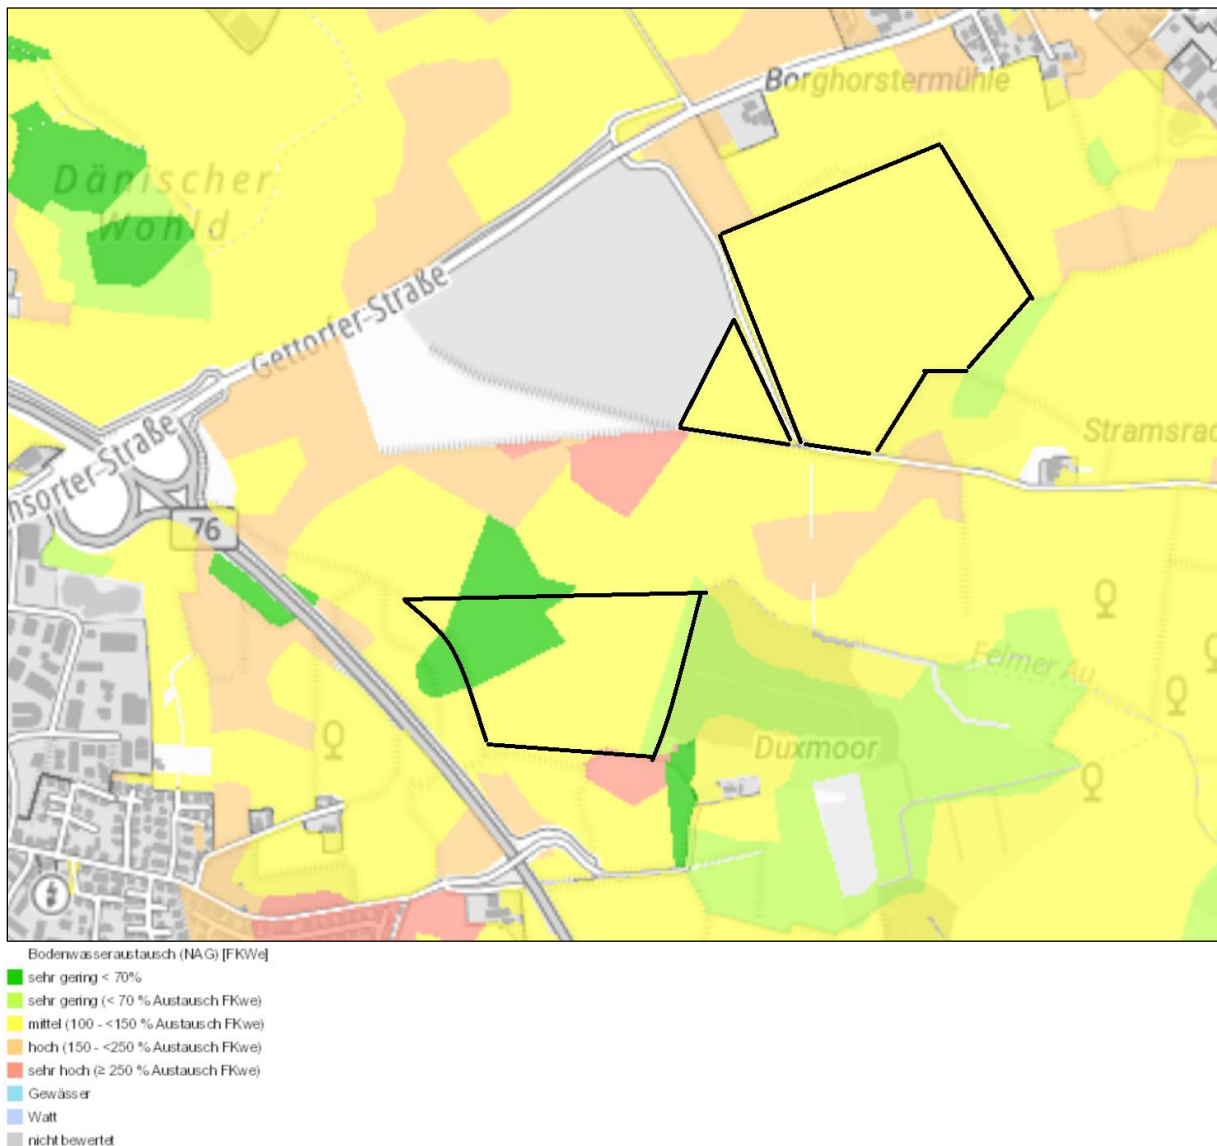 Borghorstermühle
Dänischer
Wohld
Gettorfer-Straße
Stramsrad
nsorter-Straße
76
Felmer Au
Duxmoor
Bodenwasseraustausch (NAG) [FKWe]
sehr gering < 70%
sehr gering (< 70 % Austausch FKwe)
mittel (100 - <150 % Austausch FKwe)
hoch (150 - <250 % Austausch FKwe)
sehr hoch (≥ 250 % Austausch FKwe)
Gewässer
Watt
nicht bewertet